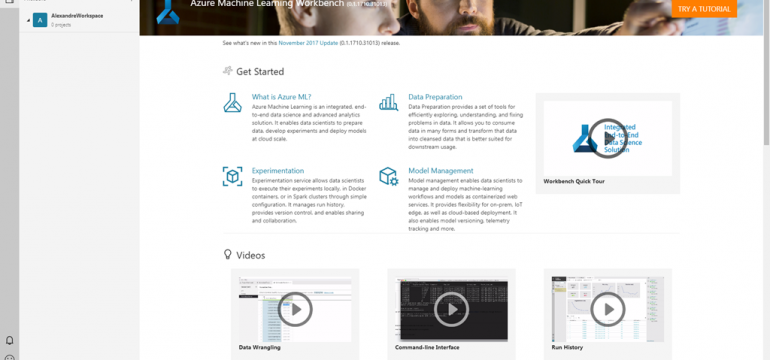 AlexandreWorkspace
A
0 projects
Azure Machine Learning Workbench (0.1.1710.31013)
TRY A TUTORIAL
See what's new in this November 2017 Update (0.1.1710.31013) release.
Get Started
What is Azure ML?
Azure Machine Learning is an integrated, end-
to-end data science and advanced analytics
solution. It enables data scientists to prepare
data, develop experiments and deploy models
at cloud scale.
Data Preparation
Data Preparation provides a set of tools for
efficiently exploring, understanding, and fixing
problems in data. It allows you to consume
data in many forms and transform that data
into cleansed data that is better suited for
downstream usage.
Integrated
End-to-End
Data Science
Solution
Workbench Quick Tour
Experimentation
Experimentation service allows data scientists
to execute their experiments locally, in Docker
containers, or in Spark clusters through simple
configuration. It manages run history,
provides version control, and enables sharing
and collaboration.
Model Management
Model management enables data scientists to
manage and deploy machine-learning
workflows and models as containerized web
services. It provides flexibility for on-prem, IoT
edge, as well as cloud-based deployment. It
also enables model versioning, telemetry
tracking and more.
Videos
Data Wrangling
Command-line Interface
Run History